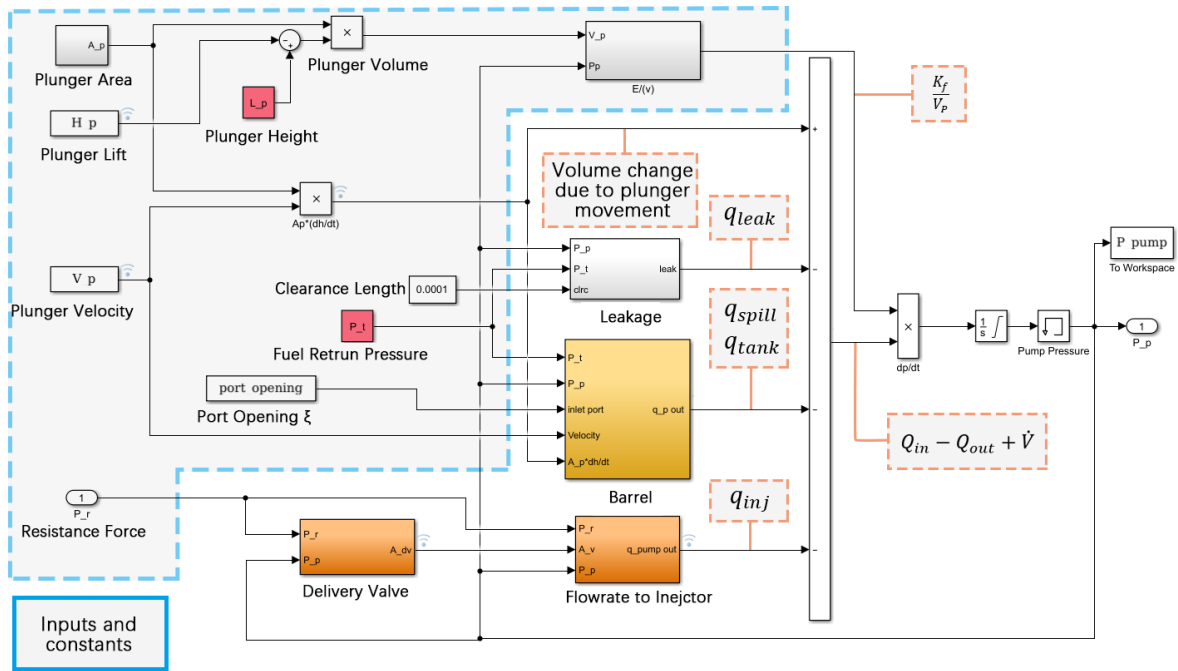 A_p
Plunger Area
H p
Plunger Lift
L_p
Plunger Height
×
Plunger Volume
V_p
Pp
E/(v)
K_f
V_P
×
Ap*(dh/dt)
Volume change
due to plunger
movement
+
V p
Plunger Velocity
Clearance Length
0.0001
P_t
Fuel Retrun Pressure
P_p
P_t
clrc
leak
Leakage
q_leak
−
port opening
Port Opening ξ
P_t
P_p
inlet port
Velocity
A_p*dh/dt
q_p out
Barrel
q_spill
q_tank
−
×
dp/dt
1
s
Pump Pressure
P pump
To Workspace
1
P_p
Q_in − Q_out + V̇
1
P_r
Resistance Force
P_r
P_p
A_dv
Delivery Valve
P_r
A_v
P_p
q_pump out
Flowrate to Inejctor
q_inj
−
Inputs and
constants